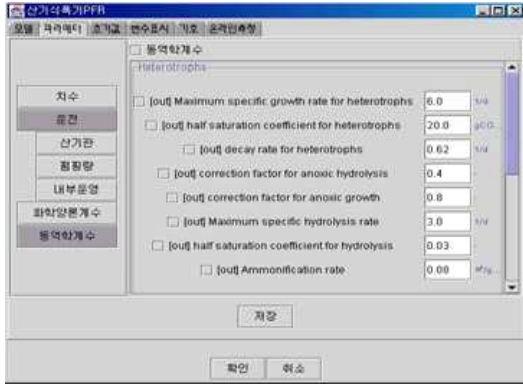 산기식폭기PFR
모델 파라메터 초기값 변수표시 기호 온라인측정
치수
운전
산기관
펌핑량
내부운영
화학양론계수
동역학계수
동역학계수
Heterotrophs
[out] Maximum specific growth rate for heterotrophs 6.0 1/d
[out] half saturation coefficient for heterotrophs 20.0 gCO...
[out] decay rate for heterotrophs 0.62 1/d
[out] correction factor for anoxic hydrolysis 0.4 -
[out] correction factor for anoxic growth 0.8 -
[out] Maximum specific hydrolysis rate 3.0 1/d
[out] half saturation coefficient for hydrolysis 0.03 -
[out] Ammonification rate 0.08
저장
확인 취소